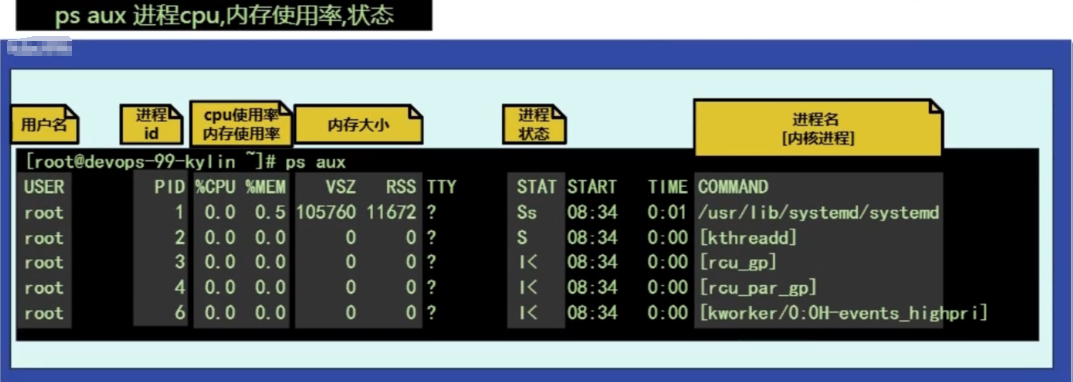 ps aux 进程cpu,内存使用率,状态
用户名
进程
id
cpu使用率
内存使用率
内存大小
进程
状态
进程名
[内核进程]
[root@devops-99-kylin ~]# ps aux
USER PID %CPU %MEM VSZ RSS TTY STAT START TIME COMMAND
root 1 0.0 0.5 105760 11672 ? Ss 08:34 0:01 /usr/lib/systemd/systemd
root 2 0.0 0.0 0 0 ? S 08:34 0:00 [kthreadd]
root 3 0.0 0.0 0 0 ? I< 08:34 0:00 [rcu_gp]
root 4 0.0 0.0 0 0 ? I< 08:34 0:00 [rcu_par_gp]
root 6 0.0 0.0 0 0 ? I< 08:34 0:00 [kworker/0:0H-events_highpri]